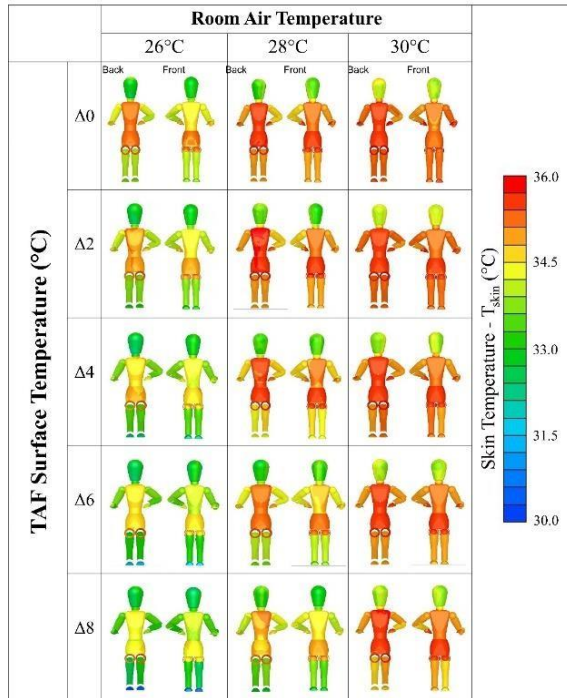 Room Air Temperature
26°C 28°C 30°C
Back Front Back Front Back Front
TAF Surface Temperature (°C)
Δ0
Δ2
Δ4
Δ6
Δ8
36.0
34.5
33.0
31.5
30.0
Skin Temperature - Tskin (°C)